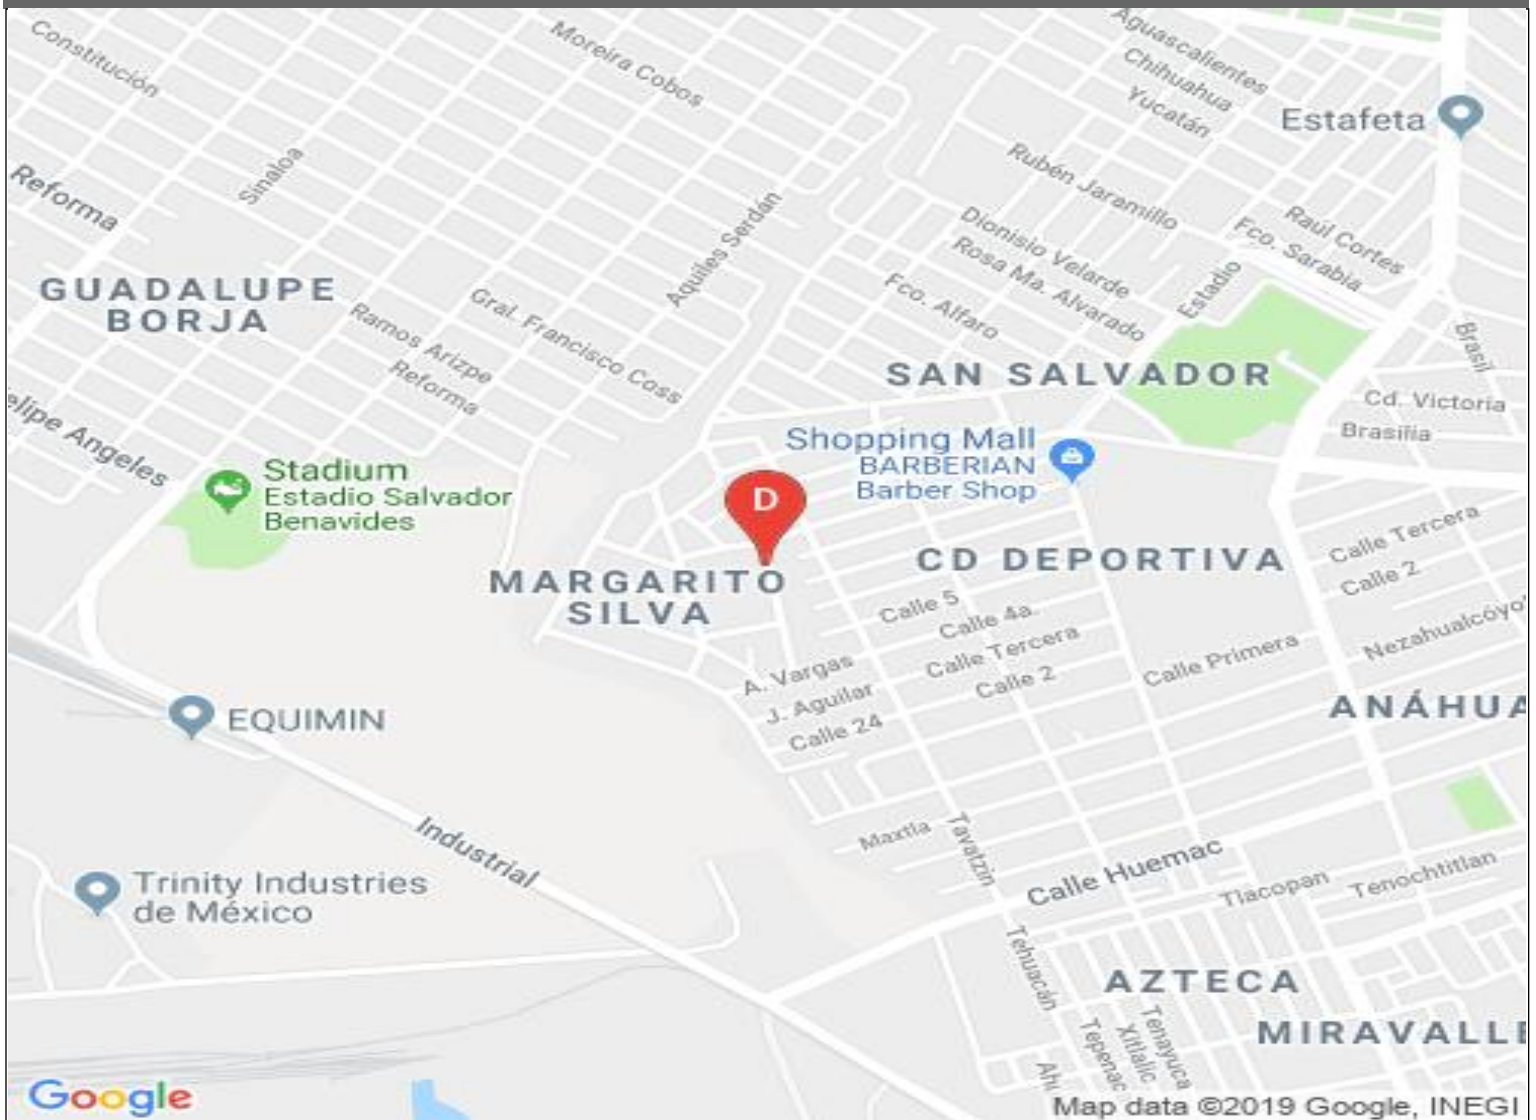 Constitución
Moreira Cobos
Aguascalientes
Chihuahua
Yucatán
Estafeta
Reforma
Sinaloa
Rubén Jaramillo
Aquiles Serdán
Dionisio Velarde
Rosa Ma. Alvarado
Raúl Cortes
Fco. Sarabia
Estadio
Fco. Alfaro
GUADALUPE
BORJA
Gral. Francisco Coss
Ramos Arizpe
Reforma
Brasil
SAN SALVADOR
Cd. Victoria
Brasilia
elipe Angeles
Shopping Mall
BARBERIAN
Barber Shop
Stadium
Estadio Salvador
Benavides
D
Calle Tercera
Calle 2
CD DEPORTIVA
MARGARITO
SILVA
Calle 5
Calle 4a.
Calle Tercera
Calle 2
Nezahualcóyo
Calle Primera
A. Vargas
J. Aguilar
Calle 24
ANÁHUA
EQUIMIN
Industrial
Maxtla
Tavatzin
Calle Huemac
Tlacopan
Tenochtitlan
Trinity Industries
de México
Tehuacán
AZTECA
MIRAVALLE
Tepenac
Xitlalic
Tenayuca
Ahu
Google
Map data ©2019 Google, INEGI